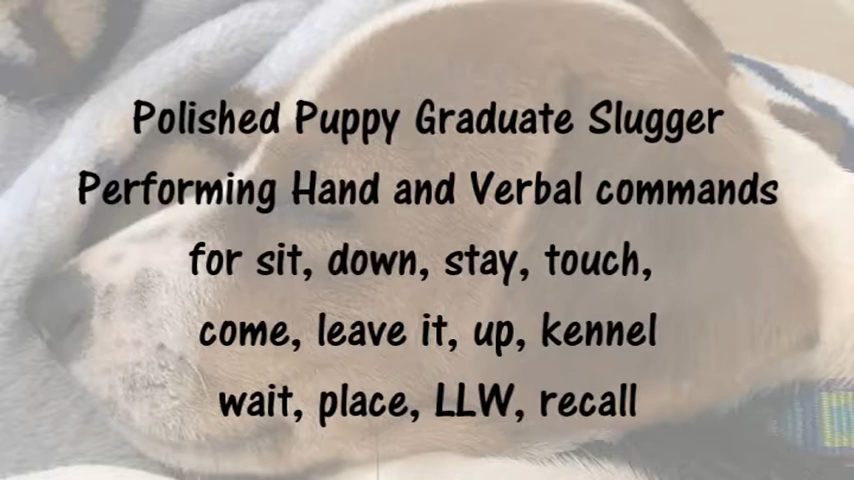 Polished Puppy Graduate Slugger
Performing Hand and Verbal commands
for sit, down, stay, touch,
come, leave it, up, kennel
wait, place, LLW, recall